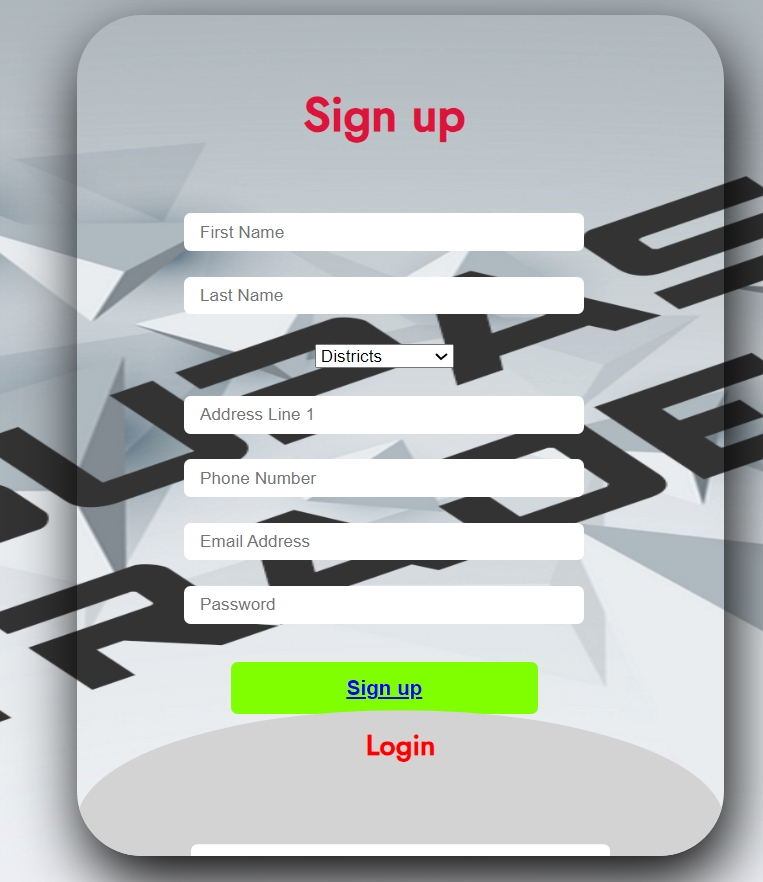 Sign up
First Name
Last Name
Districts
Address Line 1
Phone Number
Email Address
Password
Sign up
Login